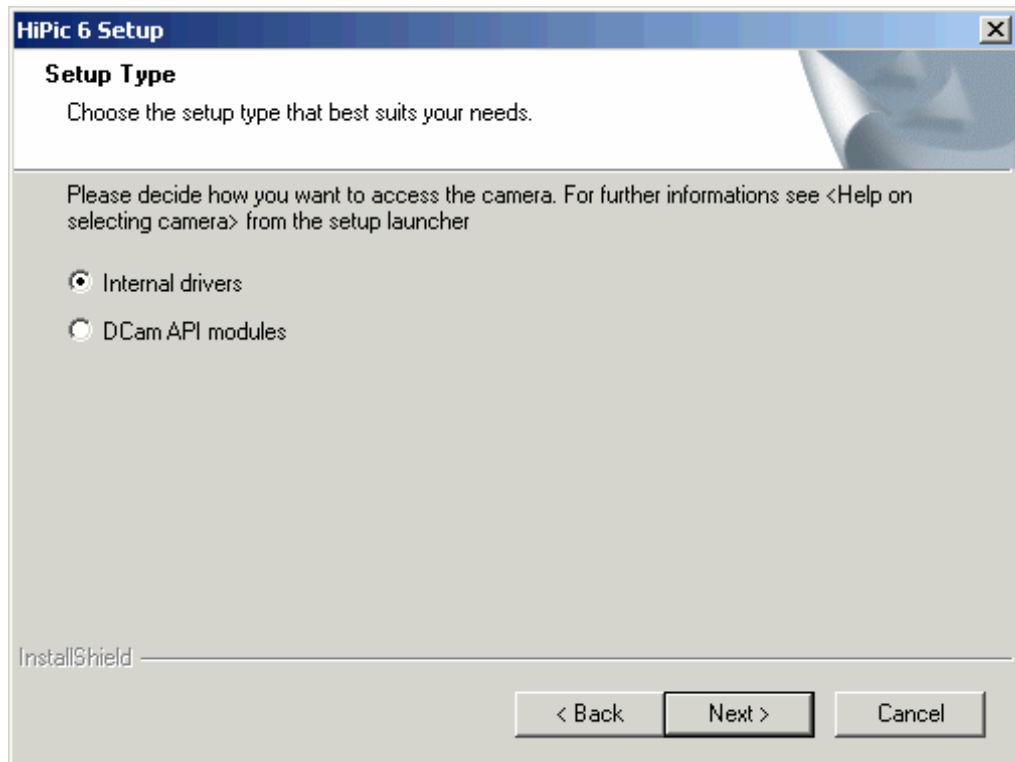 HiPic 6 Setup
Setup Type
Choose the setup type that best suits your needs.
Please decide how you want to access the camera. For further informations see <Help on
selecting camera> from the setup launcher
Internal drivers
DCam API modules
InstallShield
< Back Next > Cancel